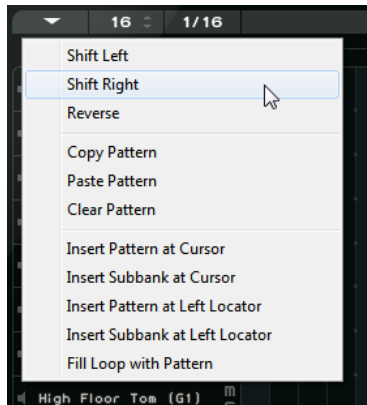 16 1/16
Shift Left
Shift Right
Reverse
Copy Pattern
Paste Pattern
Clear Pattern
Insert Pattern at Cursor
Insert Subbank at Cursor
Insert Pattern at Left Locator
Insert Subbank at Left Locator
Fill Loop with Pattern
High Floor Tom (G1) m